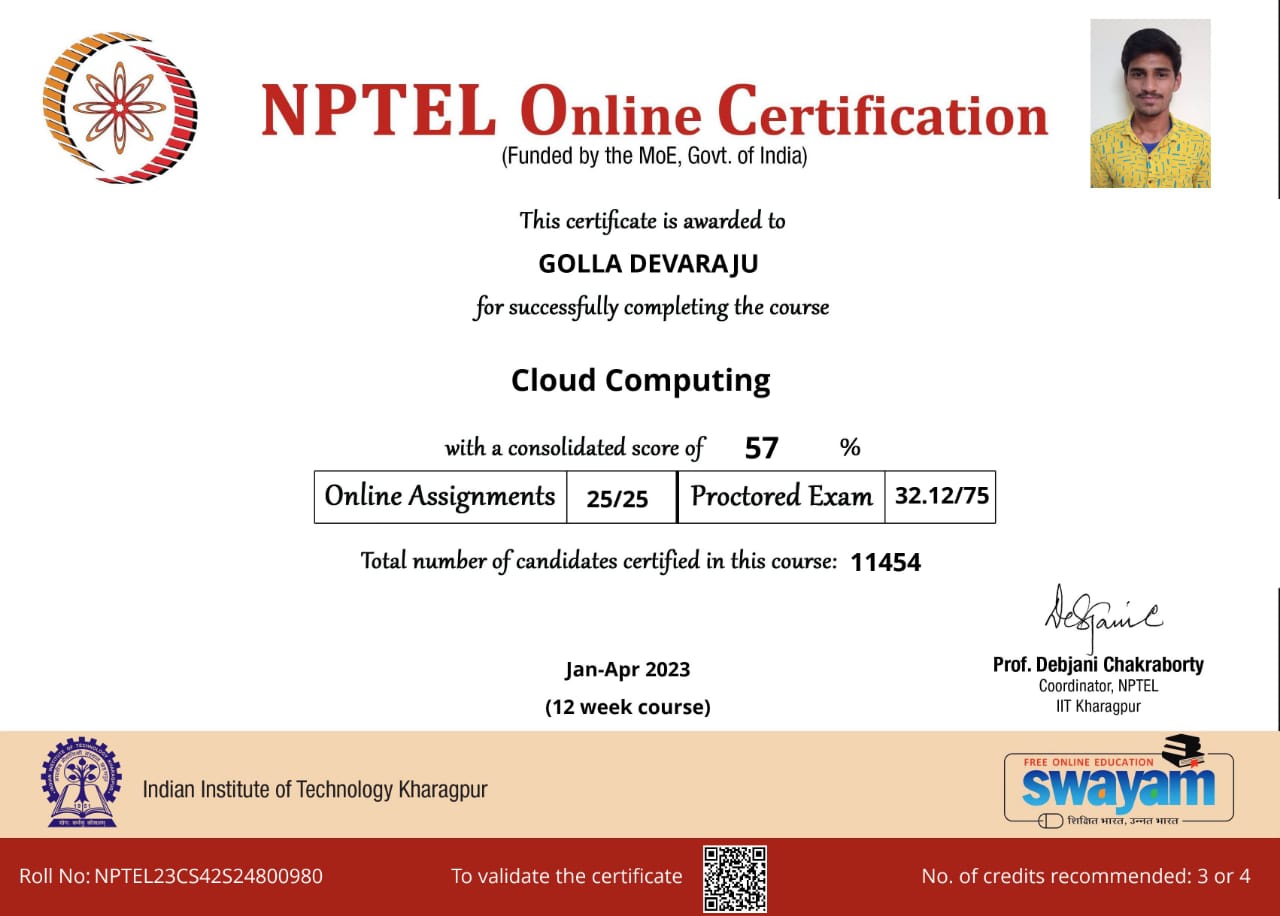 NPTEL Online Certification
(Funded by the MoE, Govt. of India)
This certificate is awarded to
GOLLA DEVARAJU
for successfully completing the course
Cloud Computing
with a consolidated score of 57 %
Online Assignments 25/25 Proctored Exam 32.12/75
Total number of candidates certified in this course: 11454
Jan-Apr 2023
(12 week course)
Prof. Debjani Chakraborty
Coordinator, NPTEL
IIT Kharagpur
Indian Institute of Technology Kharagpur
FREE ONLINE EDUCATION
swayam
शिक्षित भारत, उन्नत भारत
Roll No: NPTEL23CS42S24800980
To validate the certificate
No. of credits recommended: 3 or 4